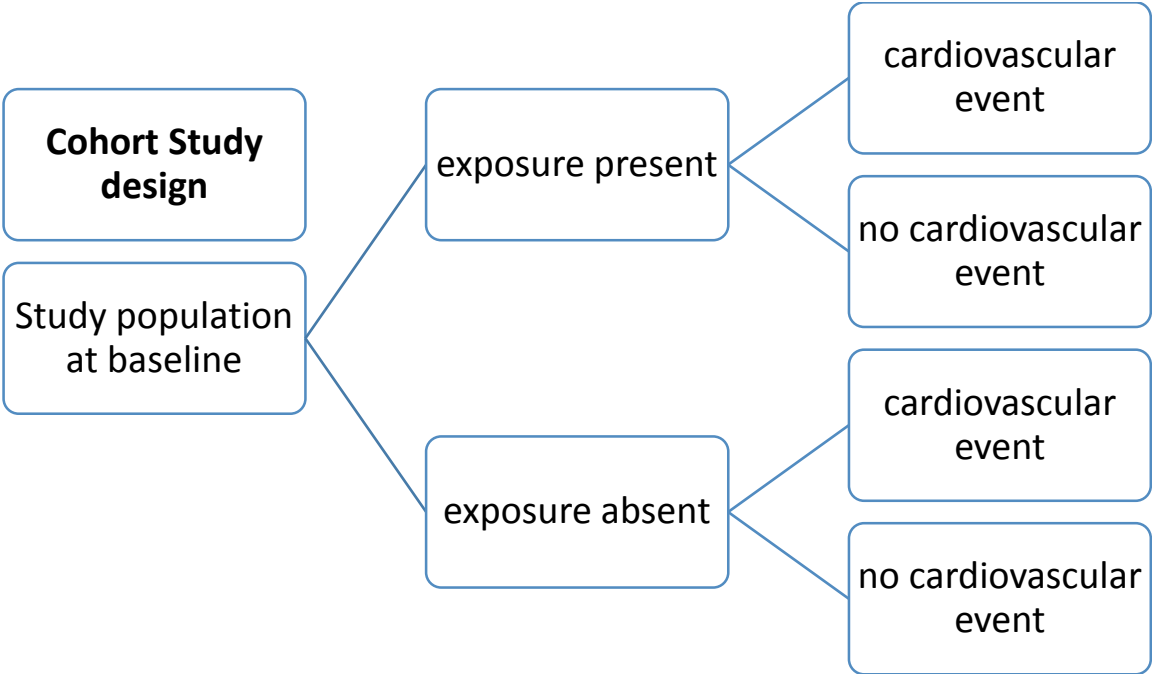 Cohort Study
design
Study population
at baseline
exposure present
exposure absent
cardiovascular
event
no cardiovascular
event
cardiovascular
event
no cardiovascular
event